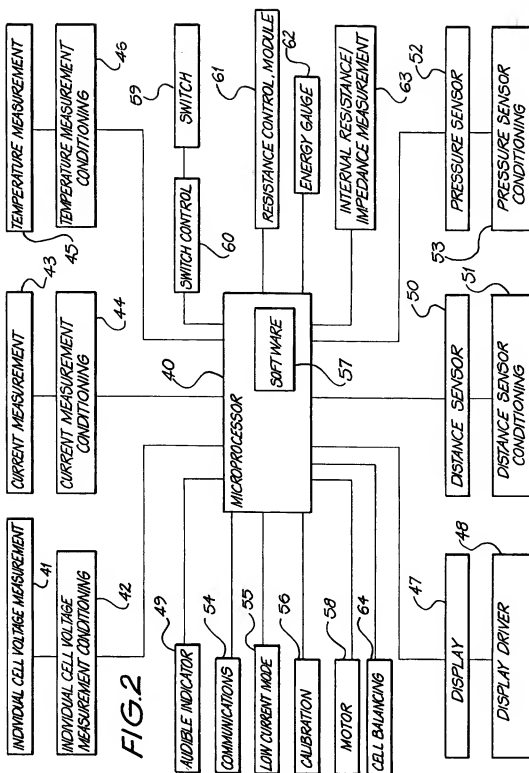 INDIVIDUAL CELL VOLTAGE MEASUREMENT
41
INDIVIDUAL CELL VOLTAGE
MEASUREMENT CONDITIONING
42
CURRENT MEASUREMENT
43
CURRENT MEASUREMENT
CONDITIONING
44
TEMPERATURE MEASUREMENT
45
TEMPERATURE MEASUREMENT
CONDITIONING
46
FIG.2
AUDIBLE INDICATOR
49
COMMUNICATIONS
54
LOW CURRENT MODE
55
CALIBRATION
56
MOTOR
58
CELL BALANCING
64
MICROPROCESSOR
40
SOFTWARE
57
SWITCH CONTROL
60
SWITCH
59
RESISTANCE CONTROL, MODULE
61
ENERGY GAUGE
62
INTERNAL RESISTANCE/
IMPEDANCE MEASUREMENT
63
DISPLAY
47
DISPLAY DRIVER
48
DISTANCE SENSOR
50
DISTANCE SENSOR
CONDITIONING
51
PRESSURE SENSOR
52
PRESSURE SENSOR
CONDITIONING
53